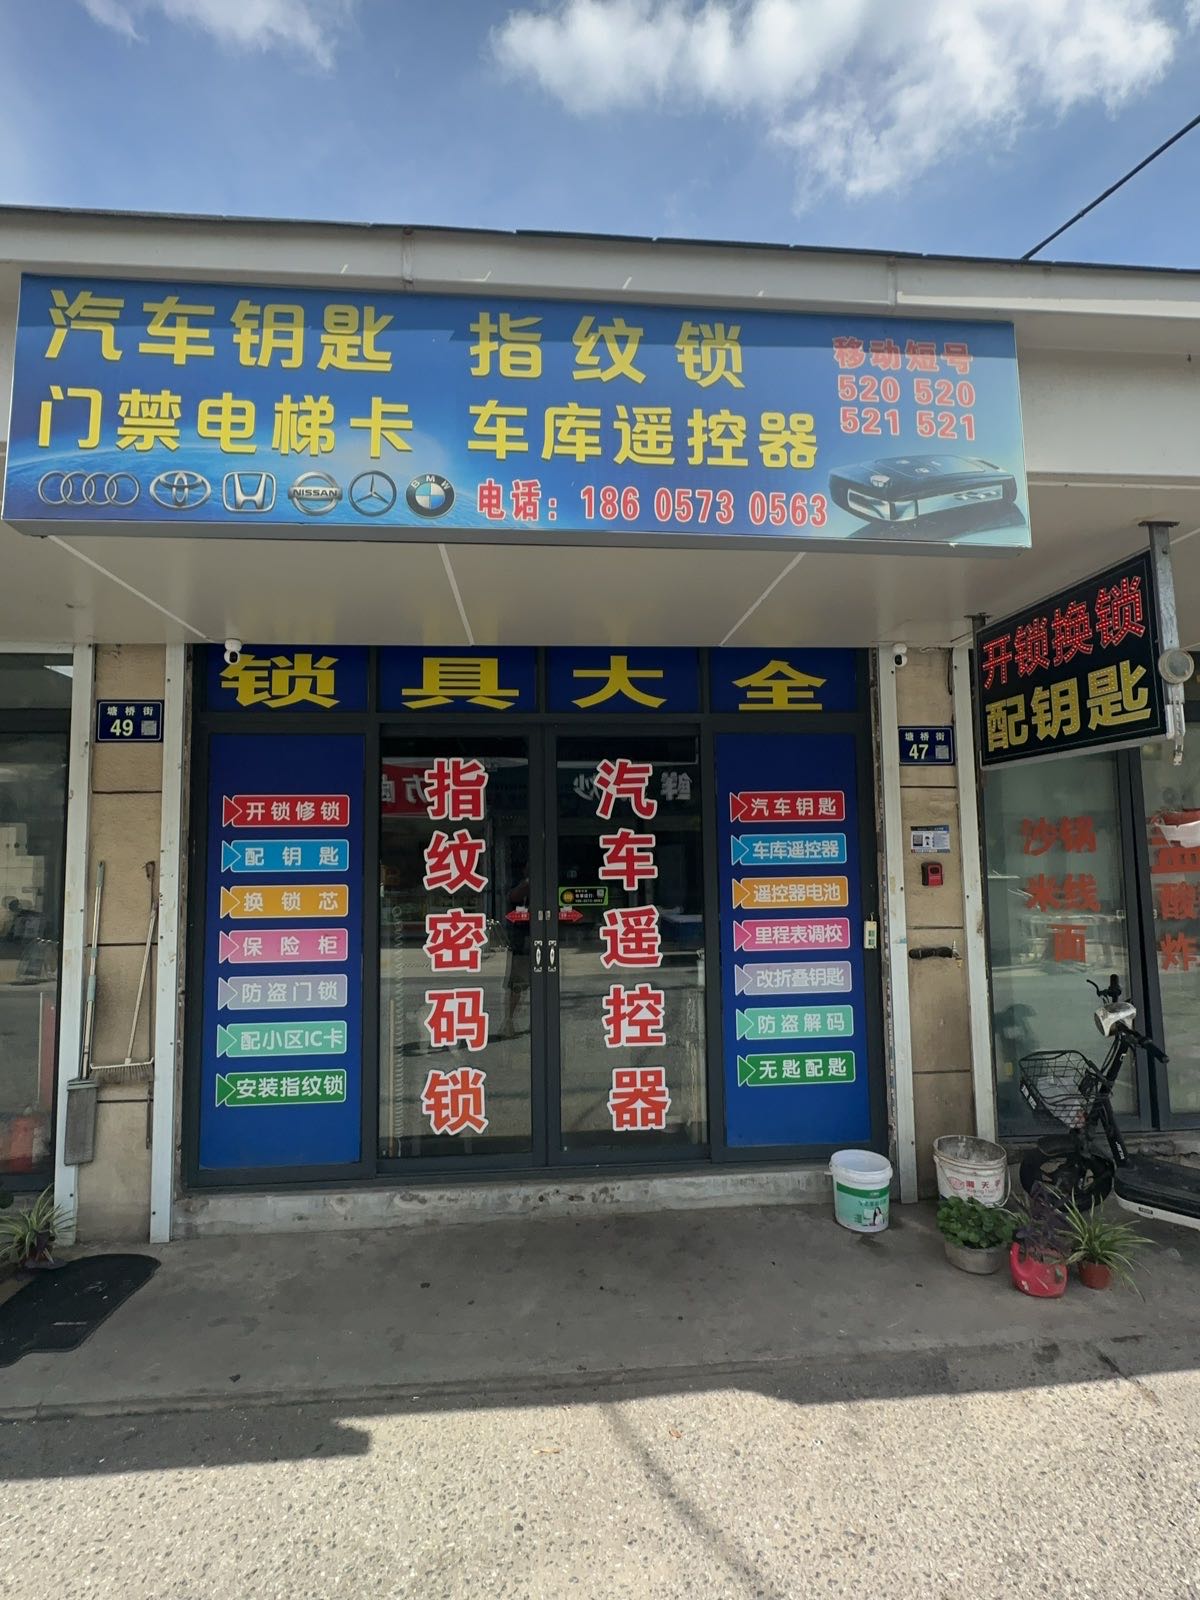 汽车钥匙 指纹锁
门禁电梯卡 车库遥控器
移动短号
520 520
521 521
NISSAN
BMW
电话：186 0573 0563
开锁换锁
配钥匙
锁具大全
塘桥街
49
塘桥街
47
开锁修锁
配钥匙
换锁芯
保险柜
防盗门锁
配小区IC卡
安装指纹锁
指纹密码锁
汽车遥控器
汽车钥匙
车库遥控器
遥控器电池
里程表调校
改折叠钥匙
防盗解码
无匙配匙
沙锅
米线
面
酸
炸